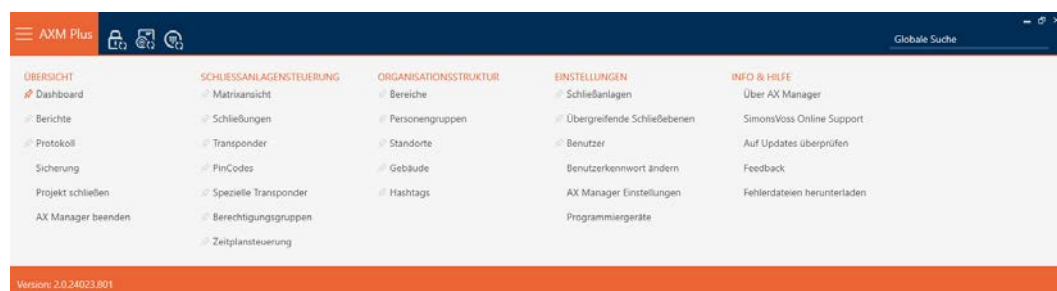 AXM Plus
Globale Suche
ÜBERSICHT
Dashboard
Berichte
Protokoll
Sicherung
Projekt schließen
AX Manager beenden
SCHLIESSANLAGENSTEUERUNG
Matrixansicht
Schließungen
Transponder
PinCodes
Spezielle Transponder
Berechtigungsgruppen
Zeitplansteuerung
ORGANISATIONSSTRUKTUR
Bereiche
Personengruppen
Standorte
Gebäude
Hashtags
EINSTELLUNGEN
Schließanlagen
Übergreifende Schließebenen
Benutzer
Benutzerkennwort ändern
AX Manager Einstellungen
Programmiergeräte
INFO & HILFE
Über AX Manager
SimonsVoss Online Support
Auf Updates überprüfen
Feedback
Fehlerdateien herunterladen
Version: 2.0.24023.801